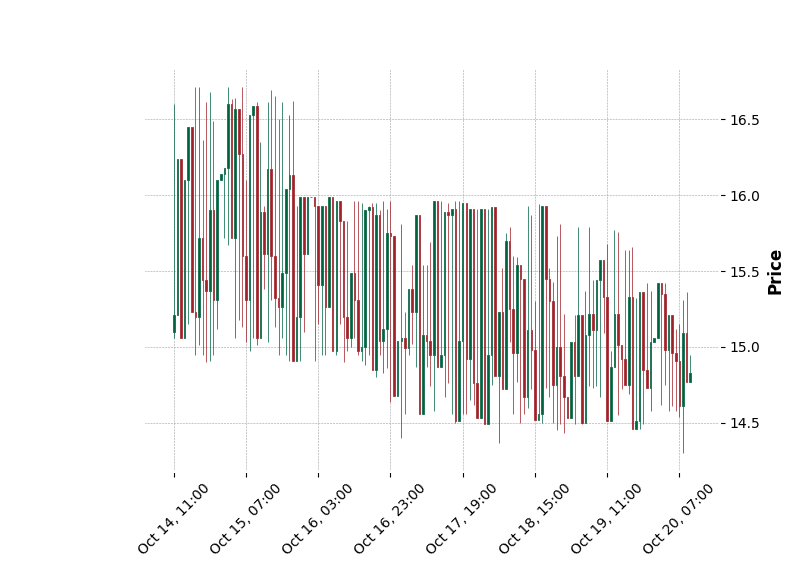 16.5
16.0
15.5
15.0
14.5
Price
Oct 14, 11:00
Oct 15, 07:00
Oct 16, 03:00
Oct 16, 23:00
Oct 17, 19:00
Oct 18, 15:00
Oct 19, 11:00
Oct 20, 07:00